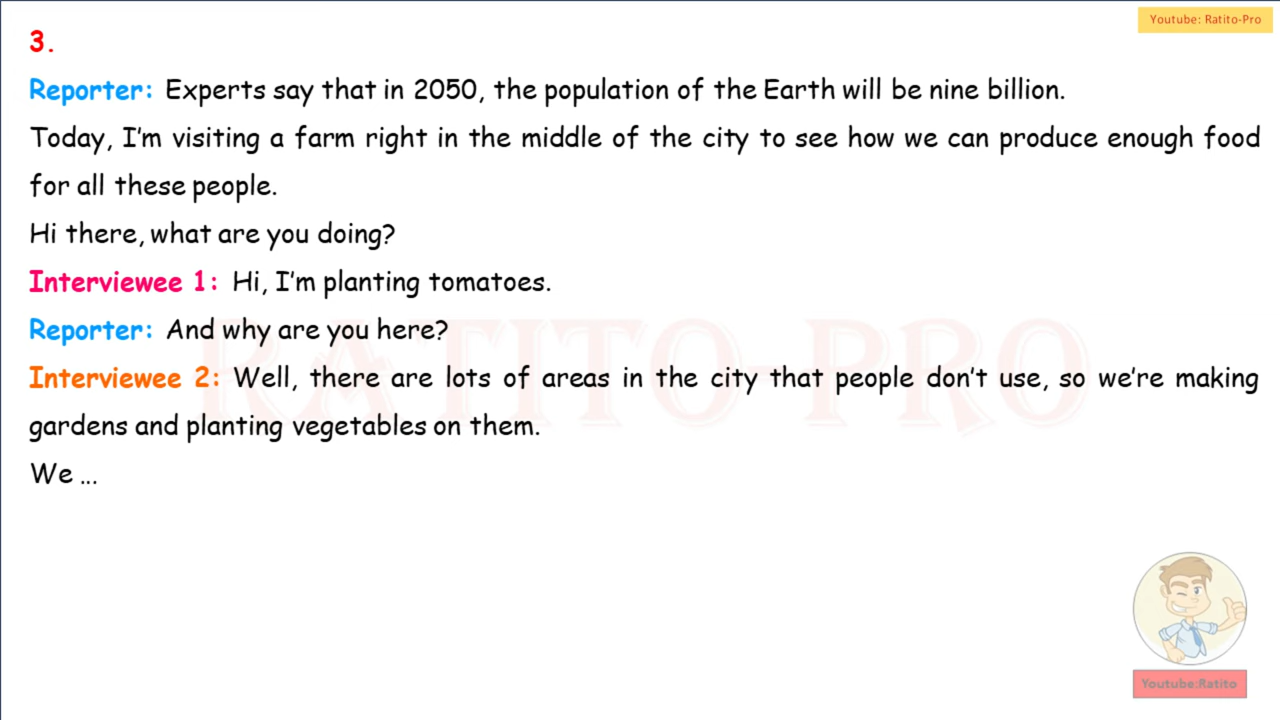 Youtube: Ratito-Pro
3.
Reporter: Experts say that in 2050, the population of the Earth will be nine billion.
Today, I'm visiting a farm right in the middle of the city to see how we can produce enough food
for all these people.
Hi there, what are you doing?
Interviewee 1: Hi, I'm planting tomatoes.
Reporter: And why are you here?
RATITO-PRO
Interviewee 2: Well, there are lots of areas in the city that people don't use, so we're making
gardens and planting vegetables on them.
We ...
Youtube:Ratito